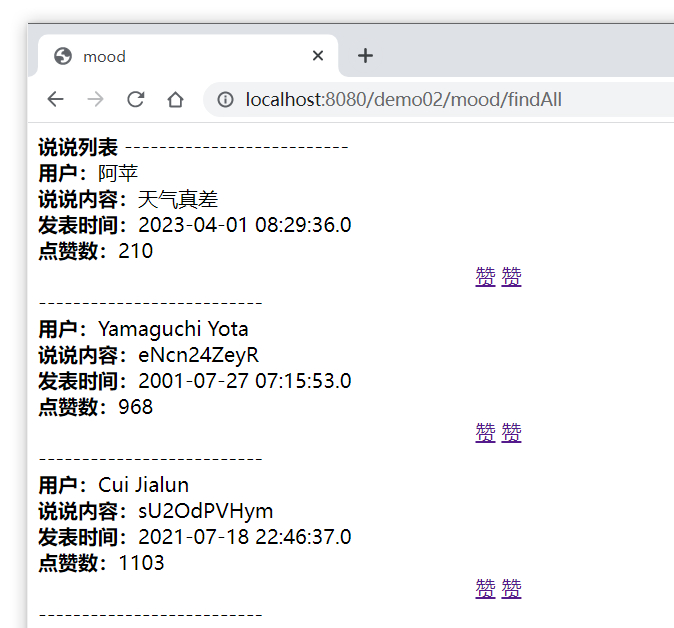 mood
localhost:8080/demo02/mood/findAll
说说列表 --------------------------
用户：阿苹
说说内容：天气真差
发表时间：2023-04-01 08:29:36.0
点赞数：210
赞 赞
--------------------------
用户：Yamaguchi Yota
说说内容：eNcn24ZeyR
发表时间：2001-07-27 07:15:53.0
点赞数：968
赞 赞
--------------------------
用户：Cui Jialun
说说内容：sU2OdPVHym
发表时间：2021-07-18 22:46:37.0
点赞数：1103
赞 赞
--------------------------